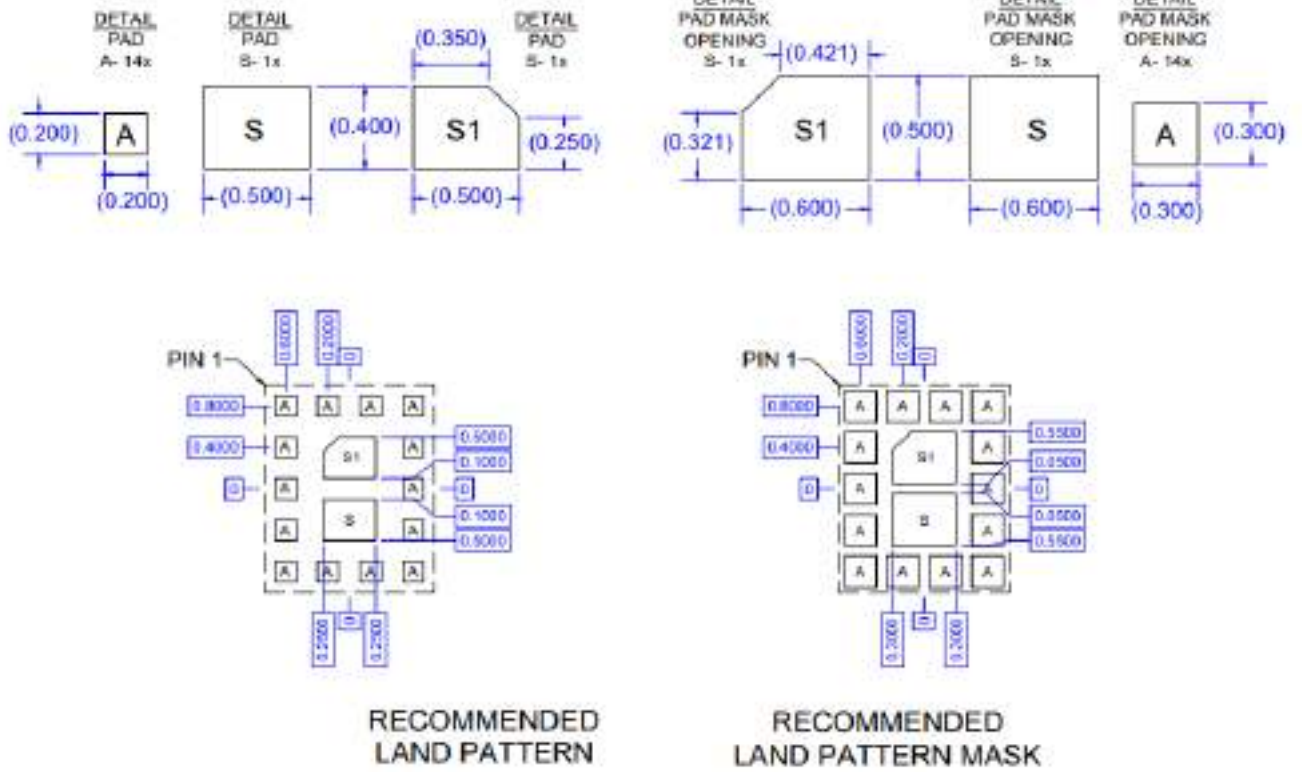 DETAIL
PAD
A- 14x
DETAIL
PAD
S- 1x
(0.350)
DETAIL
PAD
S- 1x
DETAIL
PAD MASK
OPENING
S- 1x
(0.421)
DETAIL
PAD MASK
OPENING
S- 1x
DETAIL
PAD MASK
OPENING
A- 14x
(0.200)
A
S
(0.400)
S1
(0.250)
(0.321)
S1
(0.500)
S
A
(0.300)
(0.200)
(0.500)
(0.500)
(0.600)
(0.600)
(0.300)
0.6000
0.2000
0
PIN 1
0.8000
A A A A
0.4000
A
S1
A
0.6000
0.1000
0
A
A
0
0.1000
A
S
A
0.5000
A A A A
0.2500
0
0.2500
0.6000
0.2000
0
PIN 1
0.8000
A A A A
0.4000
A
S1
A
0.5500
0.0500
0
A
A
0
0.0500
A
S
A
0.5500
A A A A
0.3000
0
0.3000
RECOMMENDED
LAND PATTERN
RECOMMENDED
LAND PATTERN MASK